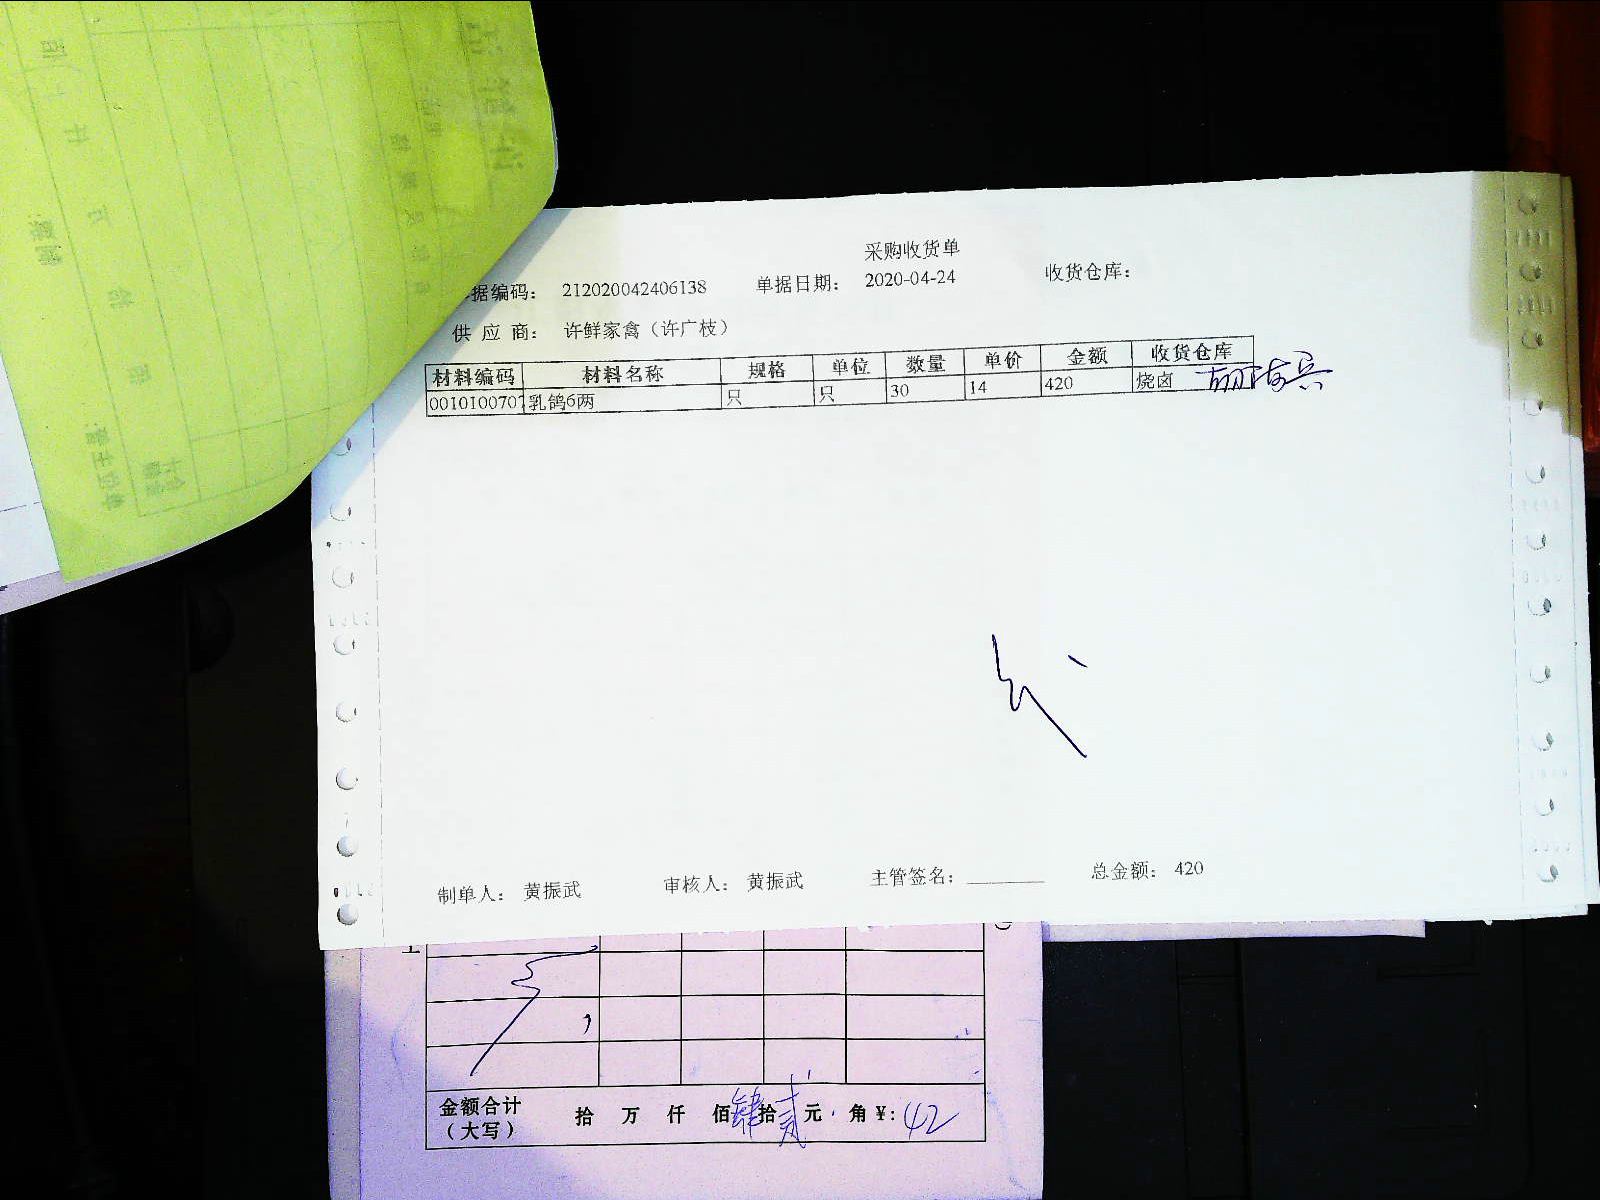 采购收货单
据编码: 212020042406138 单据日期: 2020-04-24 收货仓库:
供应商: 许鲜家禽（许广枝）
材料编码 材料名称 规格 单位 数量 单价 金额 收货仓库
0010100707 乳鸽6两 只 只 30 14 420 烧卤
制单人: 黄振武 审核人: 黄振武 主管签名: 总金额: 420
金额合计 拾 万 仟 佰肆拾贰元 角¥: 42
（大写）